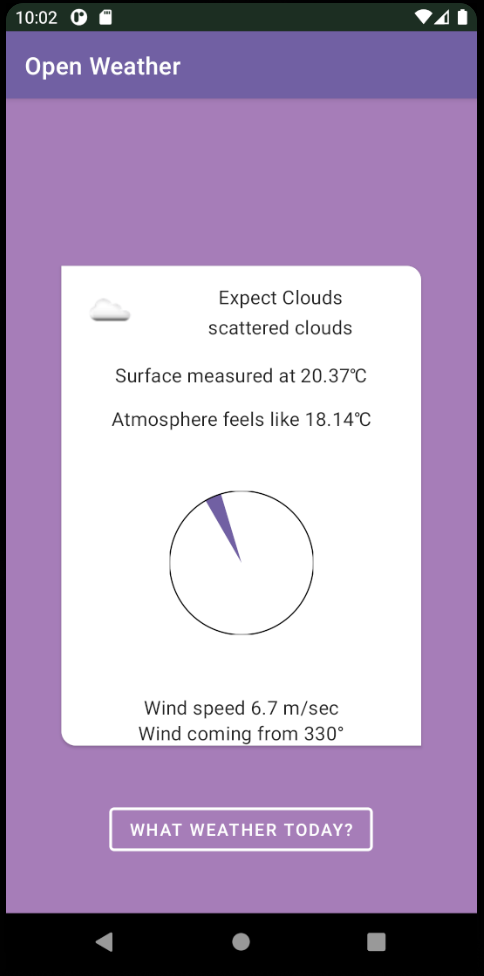 10:02
Open Weather
Expect Clouds
scattered clouds
Surface measured at 20.37℃
Atmosphere feels like 18.14℃
Wind speed 6.7 m/sec
Wind coming from 330°
WHAT WEATHER TODAY?